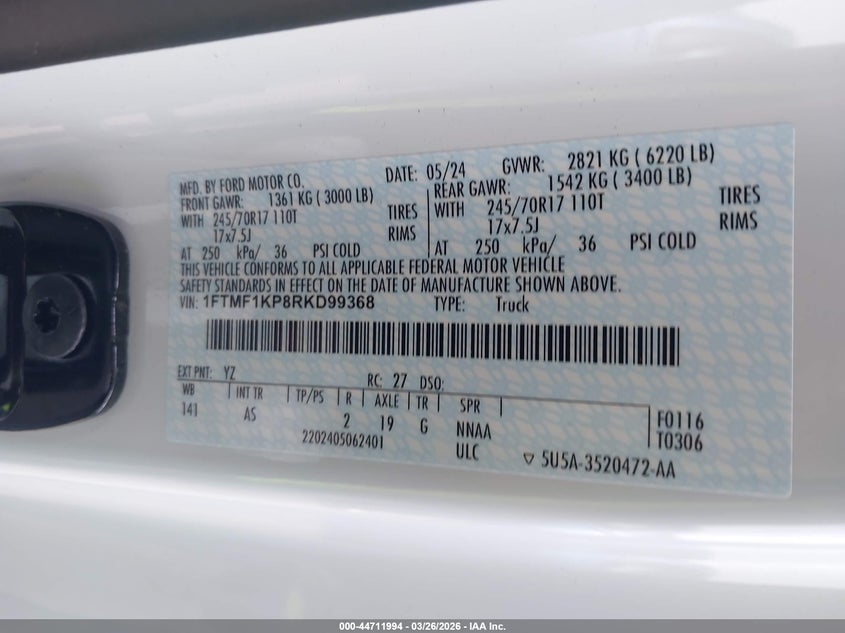 MFD. BY FORD MOTOR CO. DATE: 05/24 GVWR: 2821 KG ( 6220 LB)
FRONT GAWR: 1361 KG ( 3000 LB) REAR GAWR: 1542 KG ( 3400 LB)
WITH 245/70R17 110T TIRES WITH 245/70R17 110T TIRES
17x7.5J RIMS 17x7.5J RIMS
AT 250 kPa/ 36 PSI COLD AT 250 kPa/ 36 PSI COLD
THIS VEHICLE CONFORMS TO ALL APPLICABLE FEDERAL MOTOR VEHICLE
SAFETY STANDARDS IN EFFECT ON THE DATE OF MANUFACTURE SHOWN ABOVE.
VIN: 1FTMF1KP8RKD99368 TYPE: Truck
EXT PNT: YZ RC: 27 DSO:
WB INT TR TP/PS R AXLE TR SPR
141 AS 2 19 G NNAA F0116
2202405062401 ULC T0306
5U5A-3520472-AA
000-44711994 - 03/26/2026 - IAA Inc.